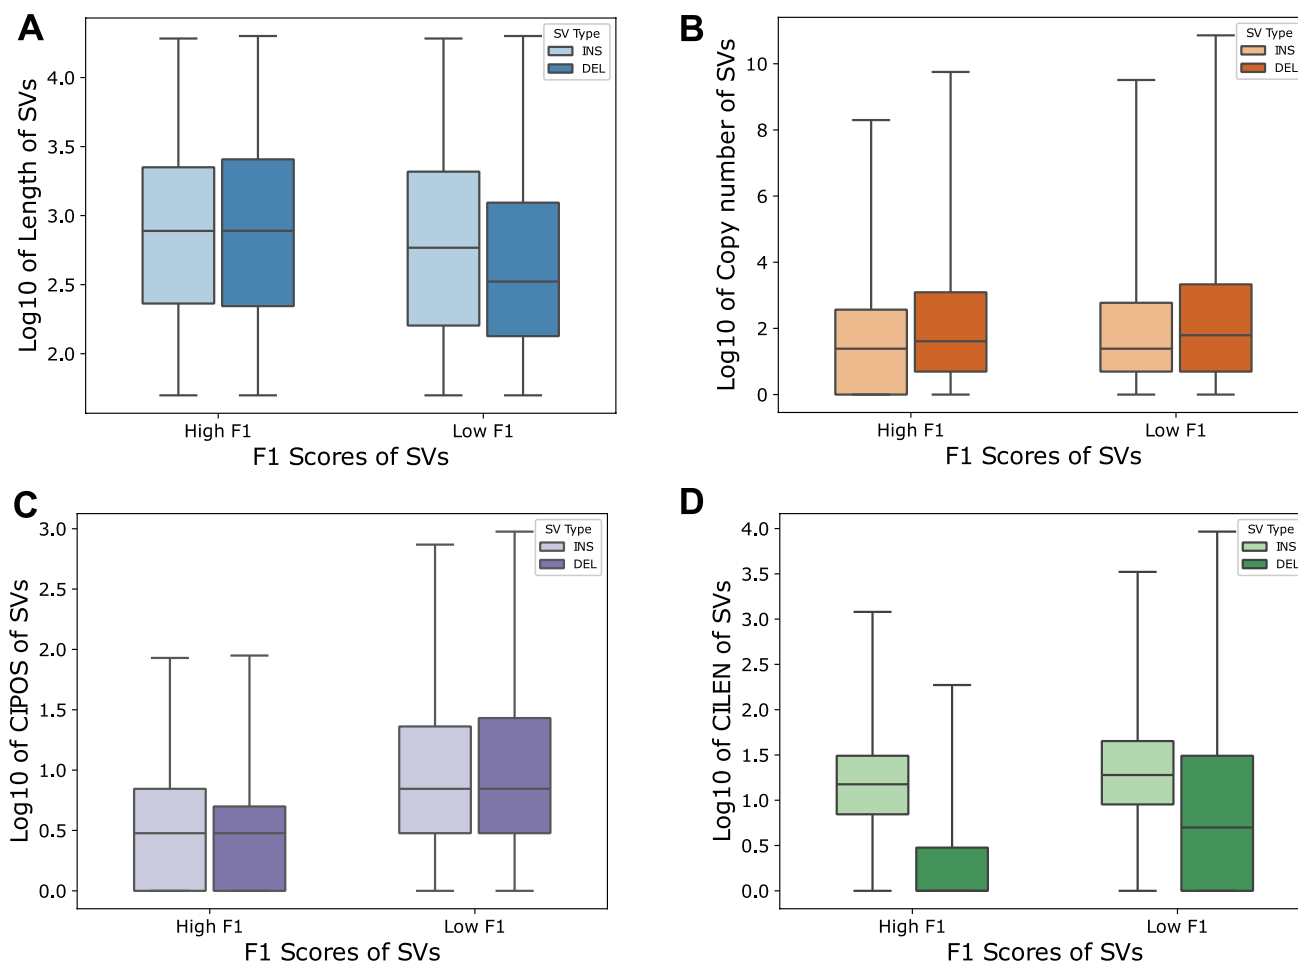 A
Log10 of Length of SVs
4.0
3.5
3.0
2.5
2.0
SV Type
INS
DEL
High F1
Low F1
F1 Scores of SVs
B
Log10 of Copy number of SVs
10
8
6
4
2
0
SV Type
INS
DEL
High F1
Low F1
F1 Scores of SVs
C
Log10 of CIPOS of SVs
3.0
2.5
2.0
1.5
1.0
0.5
0.0
SV Type
INS
DEL
High F1
Low F1
F1 Scores of SVs
D
Log10 of CILEN of SVs
4.0
3.5
3.0
2.5
2.0
1.5
1.0
0.5
0.0
SV Type
INS
DEL
High F1
Low F1
F1 Scores of SVs